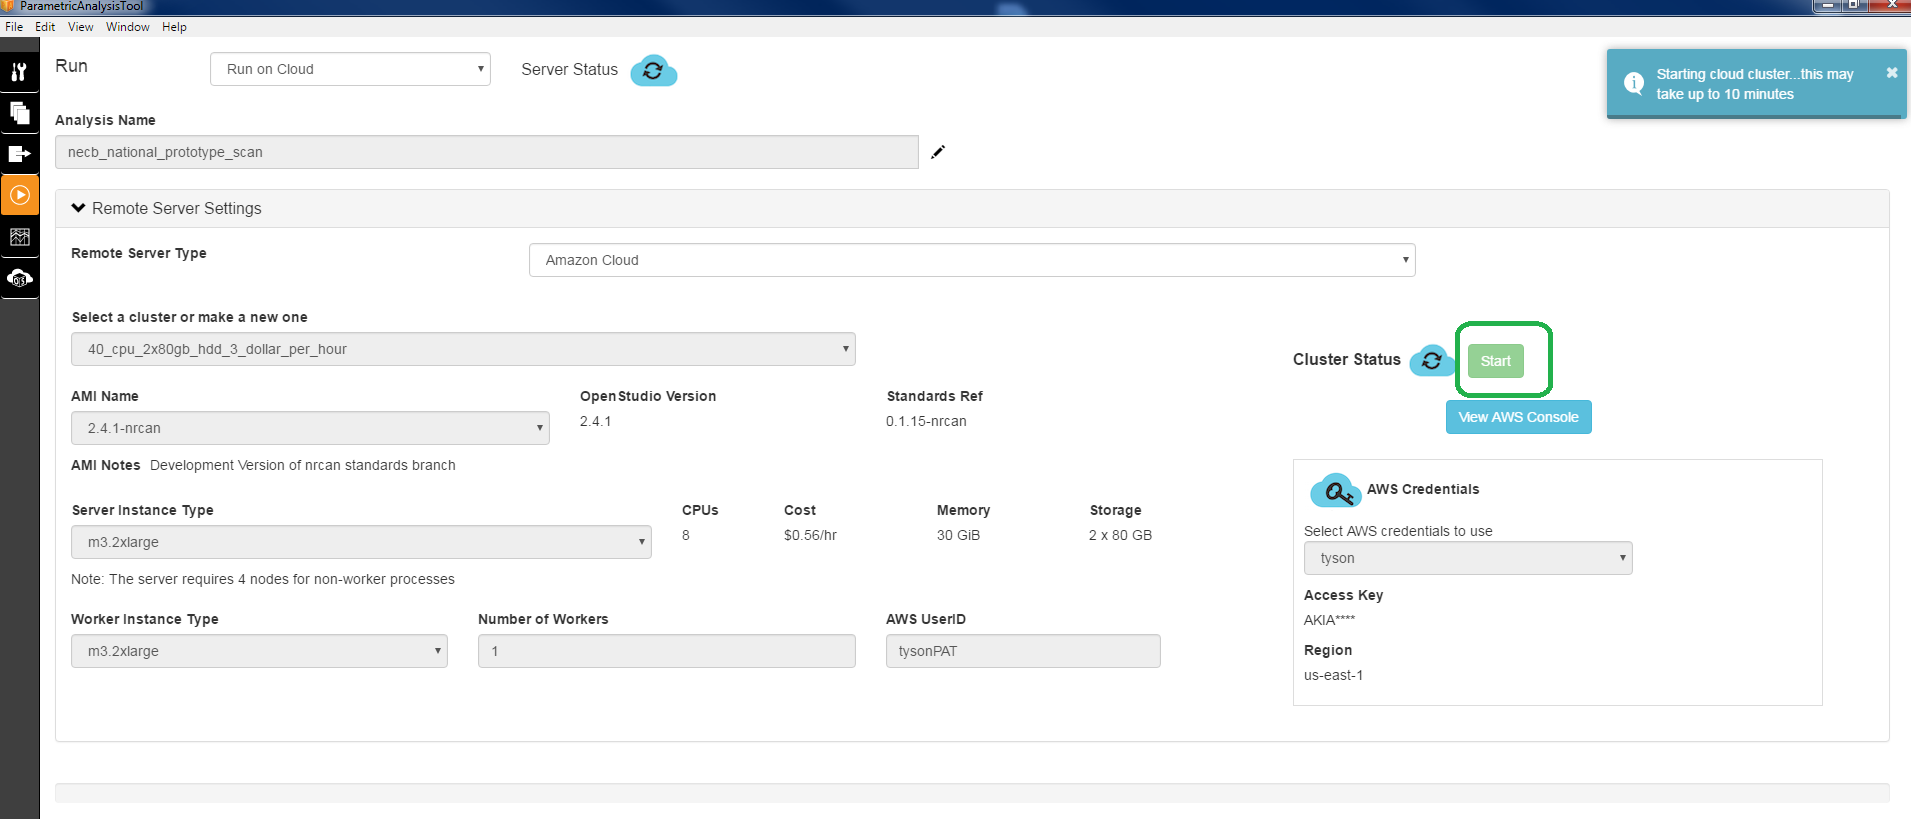 ParametricAnalysisTool
File Edit View Window Help
Run
Run on Cloud
Server Status
Starting cloud cluster...this may
take up to 10 minutes
Analysis Name
necb_national_prototype_scan
Remote Server Settings
Remote Server Type
Amazon Cloud
Select a cluster or make a new one
40_cpu_2x80gb_hdd_3_dollar_per_hour
Cluster Status
Start
View AWS Console
AMI Name OpenStudio Version Standards Ref
2.4.1-nrcan 2.4.1 0.1.15-nrcan
AMI Notes Development Version of nrcan standards branch
Server Instance Type CPUs Cost Memory Storage
m3.2xlarge 8 $0.56/hr 30 GiB 2 x 80 GB
Note: The server requires 4 nodes for non-worker processes
Worker Instance Type Number of Workers AWS UserID
m3.2xlarge 1 tysonPAT
AWS Credentials
Select AWS credentials to use
tyson
Access Key
AKIA****
Region
us-east-1